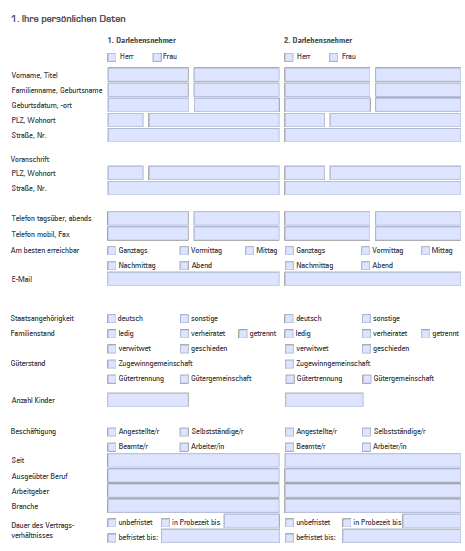 1. Ihre persönlichen Daten
1. Darlehensnehmer 2. Darlehensnehmer
Herr Frau Herr Frau
Vorname, Titel
Familienname, Geburtsname
Geburtsdatum, -ort
PLZ, Wohnort
Straße, Nr.
Voranschrift
PLZ, Wohnort
Straße, Nr.
Telefon tagsüber, abends
Telefon mobil, Fax
Am besten erreichbar Ganztags Vormittag Mittag Ganztags Vormittag Mittag
Nachmittag Abend Nachmittag Abend
E-Mail
Staatsangehörigkeit deutsch sonstige deutsch sonstige
Familienstand ledig verheiratet getrennt ledig verheiratet getrennt
verwitwet geschieden verwitwet geschieden
Güterstand Zugewinngemeinschaft Zugewinngemeinschaft
Gütertrennung Gütergemeinschaft Gütertrennung Gütergemeinschaft
Anzahl Kinder
Beschäftigung Angestellte/r Selbstständige/r Angestellte/r Selbstständige/r
Beamte/r Arbeiter/in Beamte/r Arbeiter/in
Seit
Ausgeübter Beruf
Arbeitgeber
Branche
Dauer des Vertrags- unbefristet in Probezeit bis unbefristet in Probezeit bis
verhältnisses befristet bis: befristet bis: